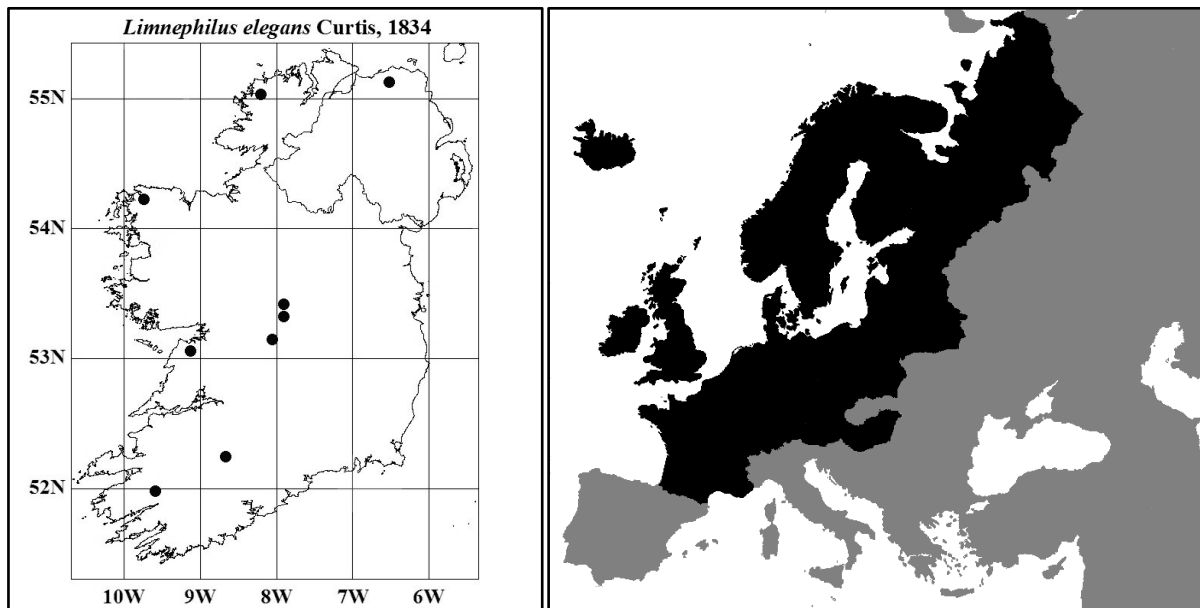 Limnephilus elegans Curtis, 1834
55N
54N
53N
52N
10W 9W 8W 7W 6W